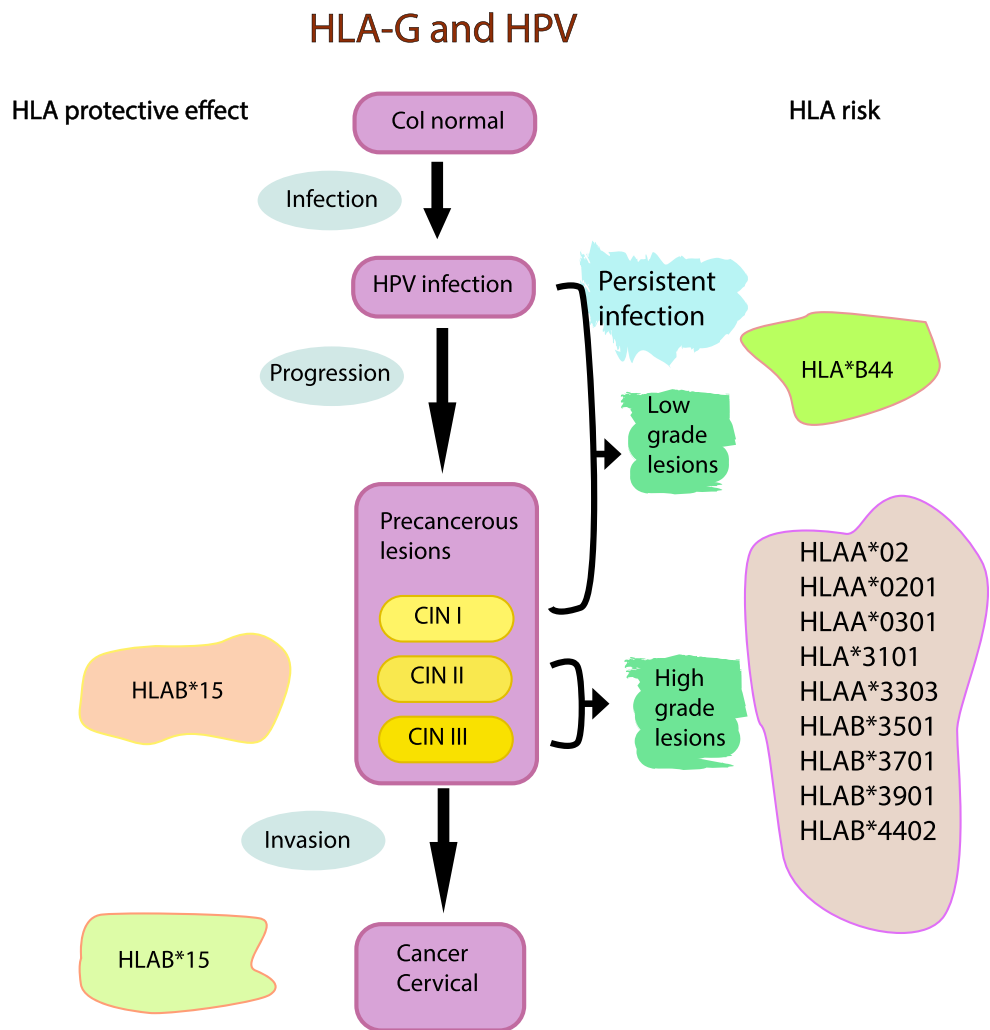 HLA-G and HPV
HLA protective effect
HLA risk
Col normal
Infection
HPV infection
Persistent
infection
Progression
HLA*B44
Low
grade
lesions
Precancerous
lesions
CIN I
CIN II
CIN III
High
grade
lesions
HLAA*02
HLAA*0201
HLAA*0301
HLA*3101
HLAA*3303
HLAB*3501
HLAB*3701
HLAB*3901
HLAB*4402
HLAB*15
Invasion
HLAB*15
Cancer
Cervical